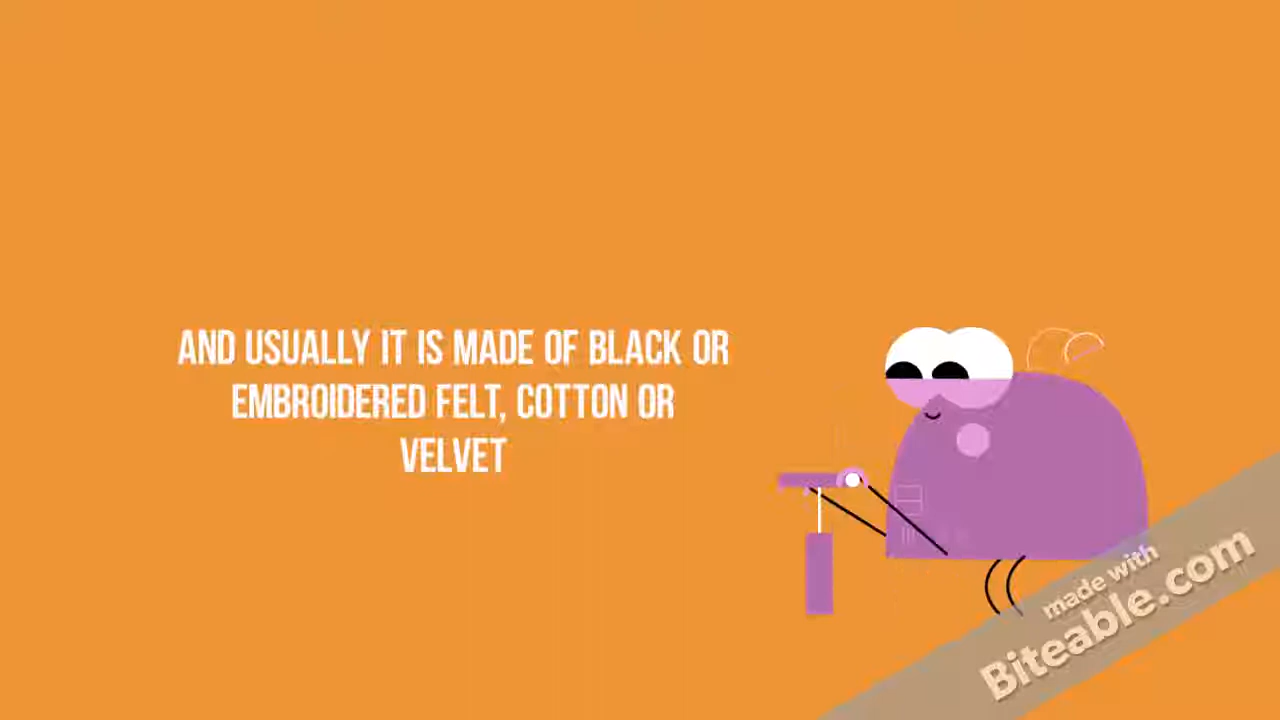 AND USUALLY IT IS MADE OF BLACK OR
EMBROIDERED FELT, COTTON OR
VELVET
made with
Biteable.com